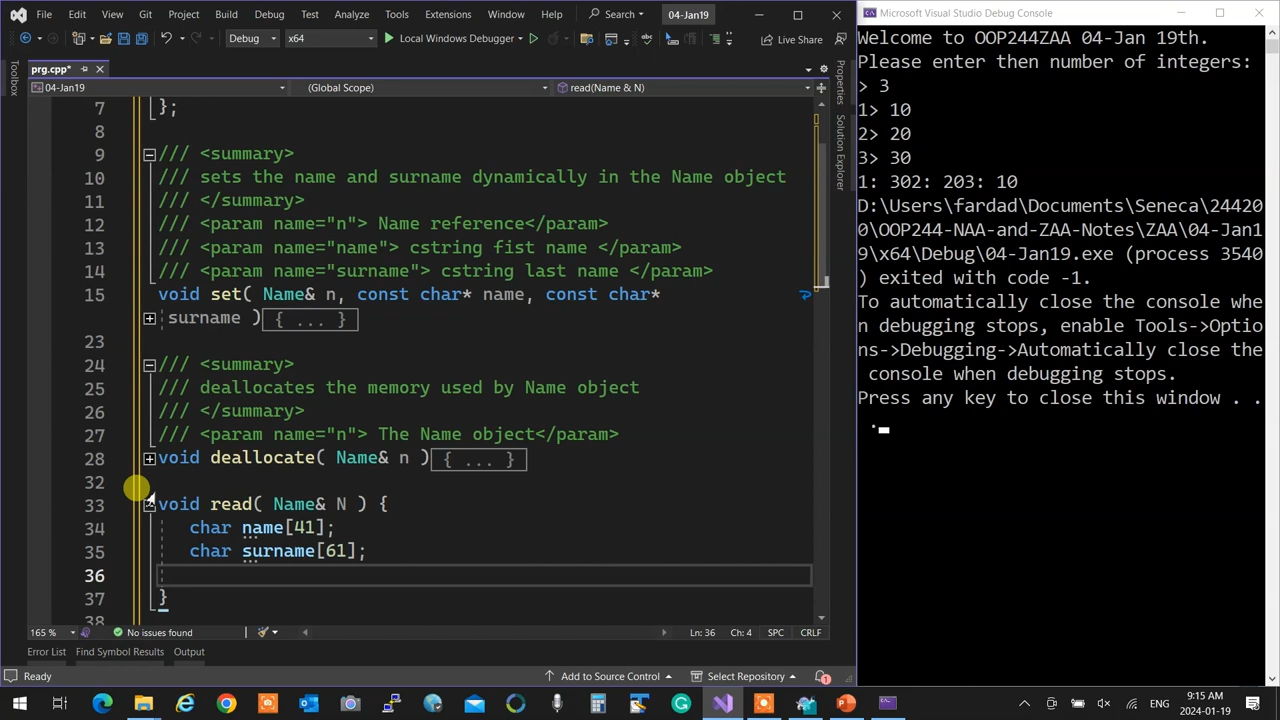 File Edit View Git Project Build Debug Test Analyze Tools Extensions Window Help Search 04-Jan19
Debug x64 Local Windows Debugger Live Share
Toolbox
prg.cpp*
04-Jan19 (Global Scope) read(Name & N)
7 };
8
9 /// <summary>
10 /// sets the name and surname dynamically in the Name object
11 /// </summary>
12 /// <param name="n"> Name reference</param>
13 /// <param name="name"> cstring fist name </param>
14 /// <param name="surname"> cstring last name </param>
15 void set( Name& n, const char* name, const char*
surname ){ ... }
23
24 /// <summary>
25 /// deallocates the memory used by Name object
26 /// </summary>
27 /// <param name="n"> The Name object</param>
28 void deallocate( Name& n ){ ... }
32
33 void read( Name& N ) {
34 char name[41];
35 char surname[61];
36
37 }
38
165 % No issues found Ln: 36 Ch: 4 SPC CRLF
Error List Find Symbol Results Output
Ready Add to Source Control Select Repository 1
Properties
Solution Explorer
Microsoft Visual Studio Debug Console
Welcome to OOP244ZAA 04-Jan 19th.
Please enter then number of integers:
> 3
1> 10
2> 20
3> 30
1: 302: 203: 10
D:\Users\fardad\Documents\Seneca\24420
0\OOP244-NAA-and-ZAA-Notes\ZAA\04-Jan1
9\x64\Debug\04-Jan19.exe (process 3540
) exited with code -1.
To automatically close the console whe
n debugging stops, enable Tools->Optio
ns->Debugging->Automatically close the
console when debugging stops.
Press any key to close this window . .
.
ENG 9:15 AM
2024-01-19